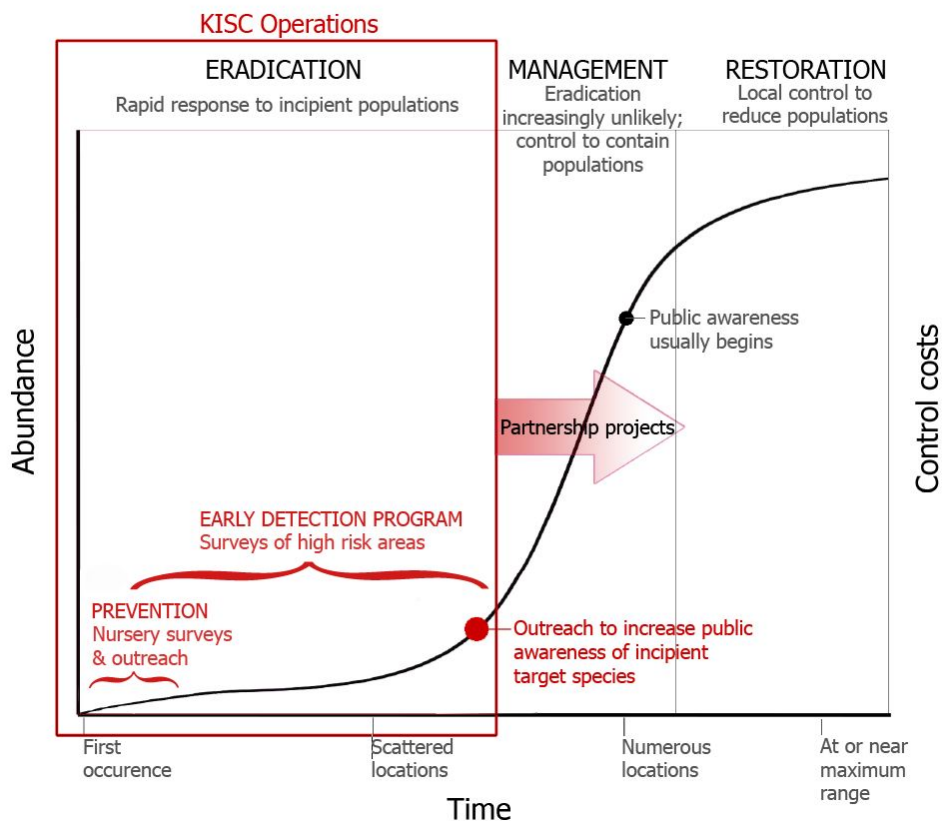 KISC Operations
ERADICATION
Rapid response to incipient populations
MANAGEMENT
Eradication
increasingly unlikely;
control to contain
populations
RESTORATION
Local control to
reduce populations
Abundance
Control costs
Public awareness
usually begins
Partnership projects
EARLY DETECTION PROGRAM
Surveys of high risk areas
PREVENTION
Nursery surveys
& outreach
Outreach to increase public
awareness of incipient
target species
First
occurence
Scattered
locations
Numerous
locations
At or near
maximum
range
Time